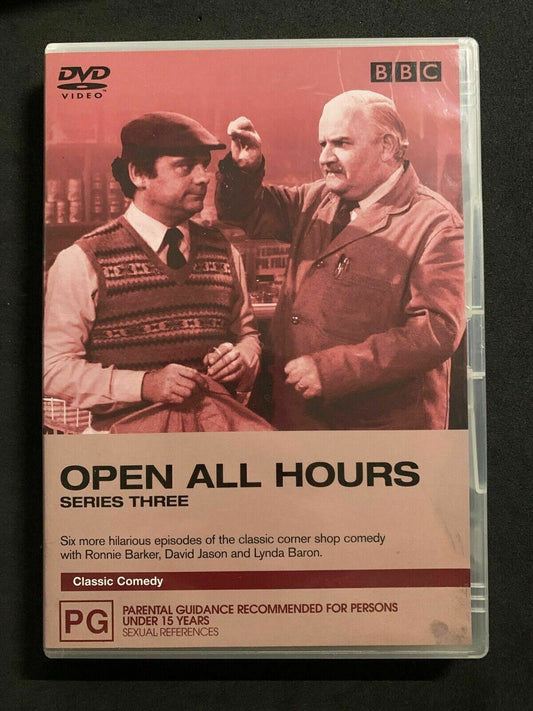 DVD
VIDEO
BBC
OPEN ALL HOURS
SERIES THREE
Six more hilarious episodes of the classic corner shop comedy
with Ronnie Barker, David Jason and Lynda Baron.
Classic Comedy
PG
PARENTAL GUIDANCE RECOMMENDED FOR PERSONS
UNDER 15 YEARS
SEXUAL REFERENCES